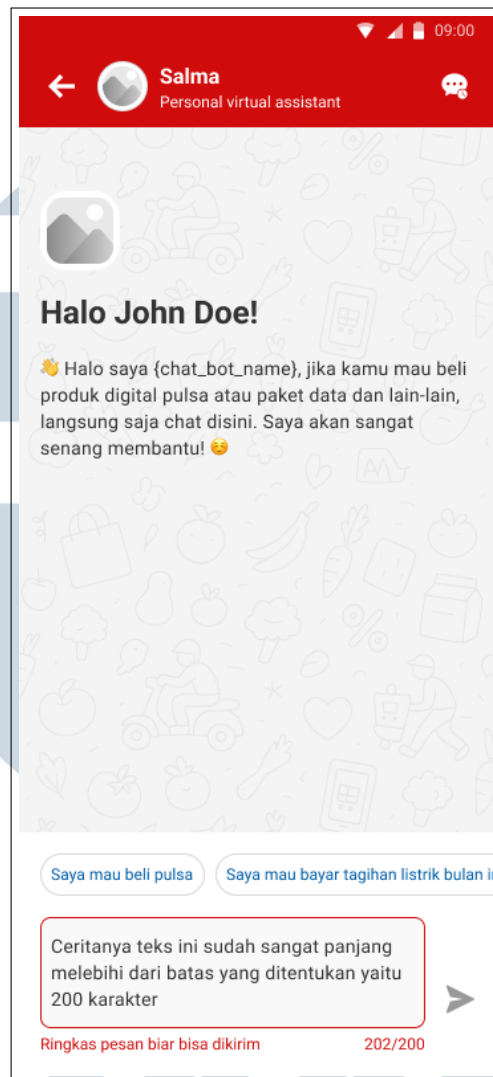 09:00
Salma
Personal virtual assistant
Halo John Doe!
👋 Halo saya {chat_bot_name}, jika kamu mau beli
produk digital pulsa atau paket data dan lain-lain,
langsung saja chat disini. Saya akan sangat
senang membantu! ☺️
Saya mau beli pulsa
Saya mau bayar tagihan listrik bulan
Ceritanya teks ini sudah sangat panjang
melebihi dari batas yang ditentukan yaitu
200 karakter
Ringkas pesan biar bisa dikirim
202/200